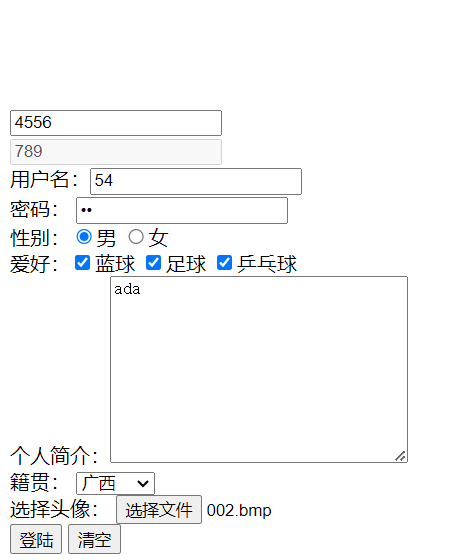 4556
789
用户名：54
密码：••
性别：男 女
爱好：蓝球 足球 乒乓球
ada
个人简介：
籍贯：广西
选择头像：选择文件 002.bmp
登陆 清空